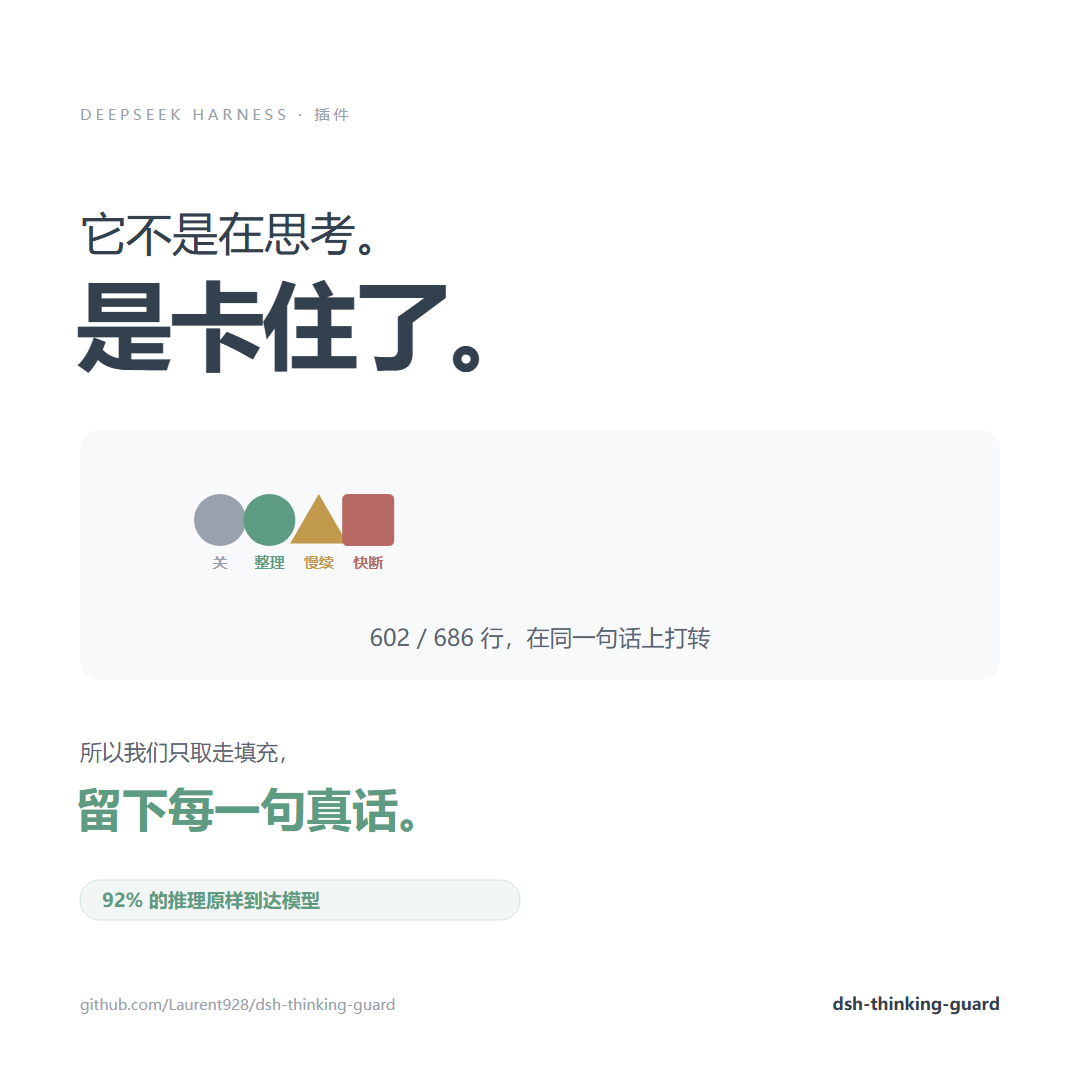 DEEPSEEK HARNESS · 插件
它不是在思考。
是卡住了。
关 整理 慢续 快断
602 / 686 行，在同一句话上打转
所以我们只取走填充，
留下每一句真话。
92% 的推理原样到达模型
github.com/Laurent928/dsh-thinking-guard
dsh-thinking-guard